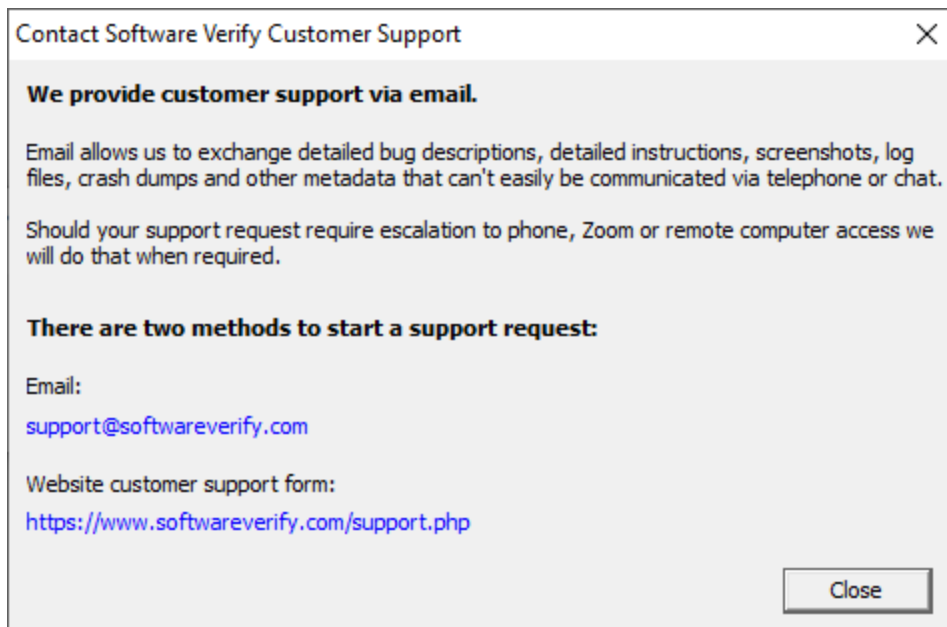 Contact Software Verify Customer Support
We provide customer support via email.
Email allows us to exchange detailed bug descriptions, detailed instructions, screenshots, log
files, crash dumps and other metadata that can't easily be communicated via telephone or chat.
Should your support request require escalation to phone, Zoom or remote computer access we
will do that when required.
There are two methods to start a support request:
Email:
support@softwareverify.com
Website customer support form:
https://www.softwareverify.com/support.php
Close